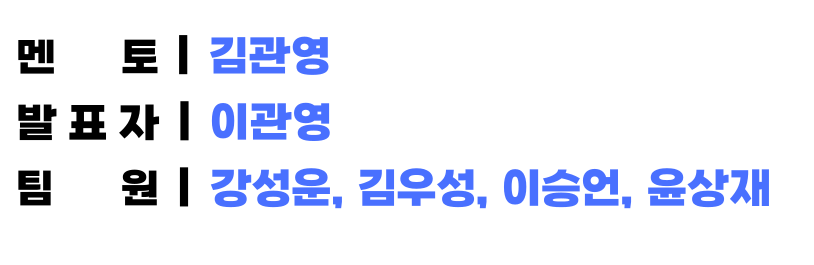 멘 토 | 김관영
발 표 자 | 이관영
팀 원 | 강성운, 김우성, 이승언, 윤상재